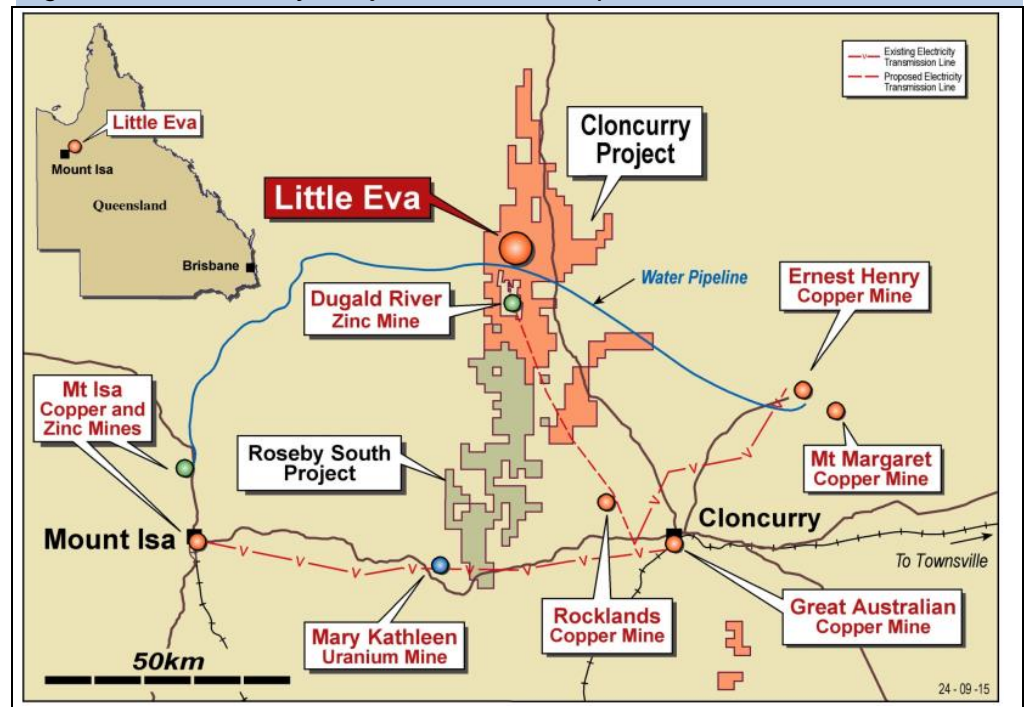 Existing Electricity
Transmission Line
Proposed Electricity
Transmission Line
Little Eva
Mount Isa
Queensland
Brisbane
Cloncurry
Project
Little Eva
Water Pipeline
Ernest Henry
Copper Mine
Dugald River
Zinc Mine
Mt Isa
Copper and
Zinc Mines
Roseby South
Project
Mt Margaret
Copper Mine
Mount Isa
Cloncurry
To Townsville
Mary Kathleen
Uranium Mine
Rocklands
Copper Mine
Great Australian
Copper Mine
50km
24 - 09 -15